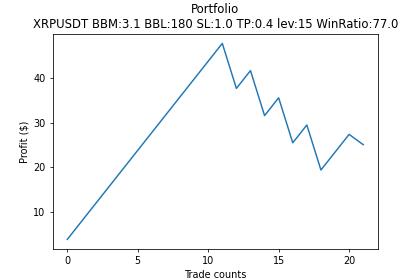 Portfolio
XRPUSDT BBM:3.1 BBL:180 SL:1.0 TP:0.4 lev:15 WinRatio:77.0
Profit ($)
40
30
20
10
0
5
10
15
20
Trade counts